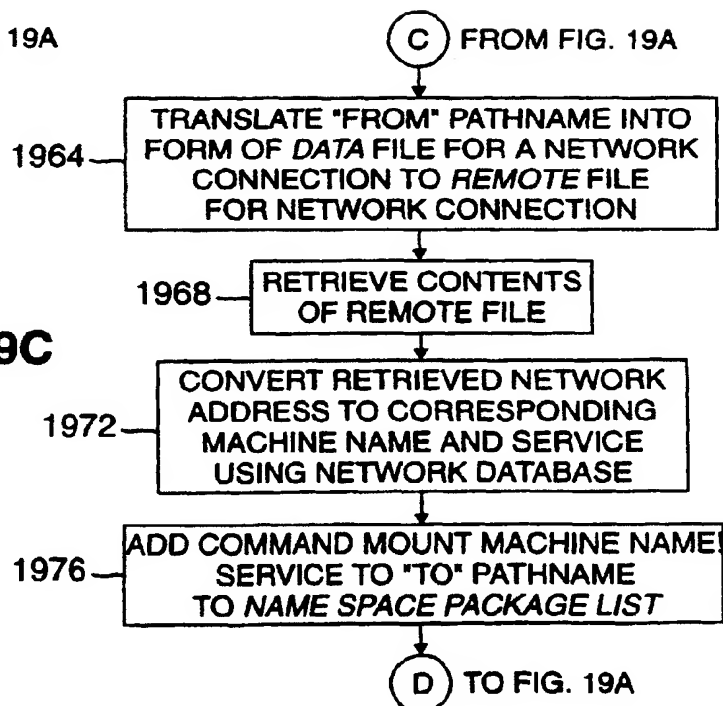 19A
C FROM FIG. 19A
1964
TRANSLATE "FROM" PATHNAME INTO
FORM OF DATA FILE FOR A NETWORK
CONNECTION TO REMOTE FILE
FOR NETWORK CONNECTION
1968
RETRIEVE CONTENTS
OF REMOTE FILE
9C
1972
CONVERT RETRIEVED NETWORK
ADDRESS TO CORRESPONDING
MACHINE NAME AND SERVICE
USING NETWORK DATABASE
1976
ADD COMMAND MOUNT MACHINE NAME!
SERVICE TO "TO" PATHNAME
TO NAME SPACE PACKAGE LIST
D TO FIG. 19A